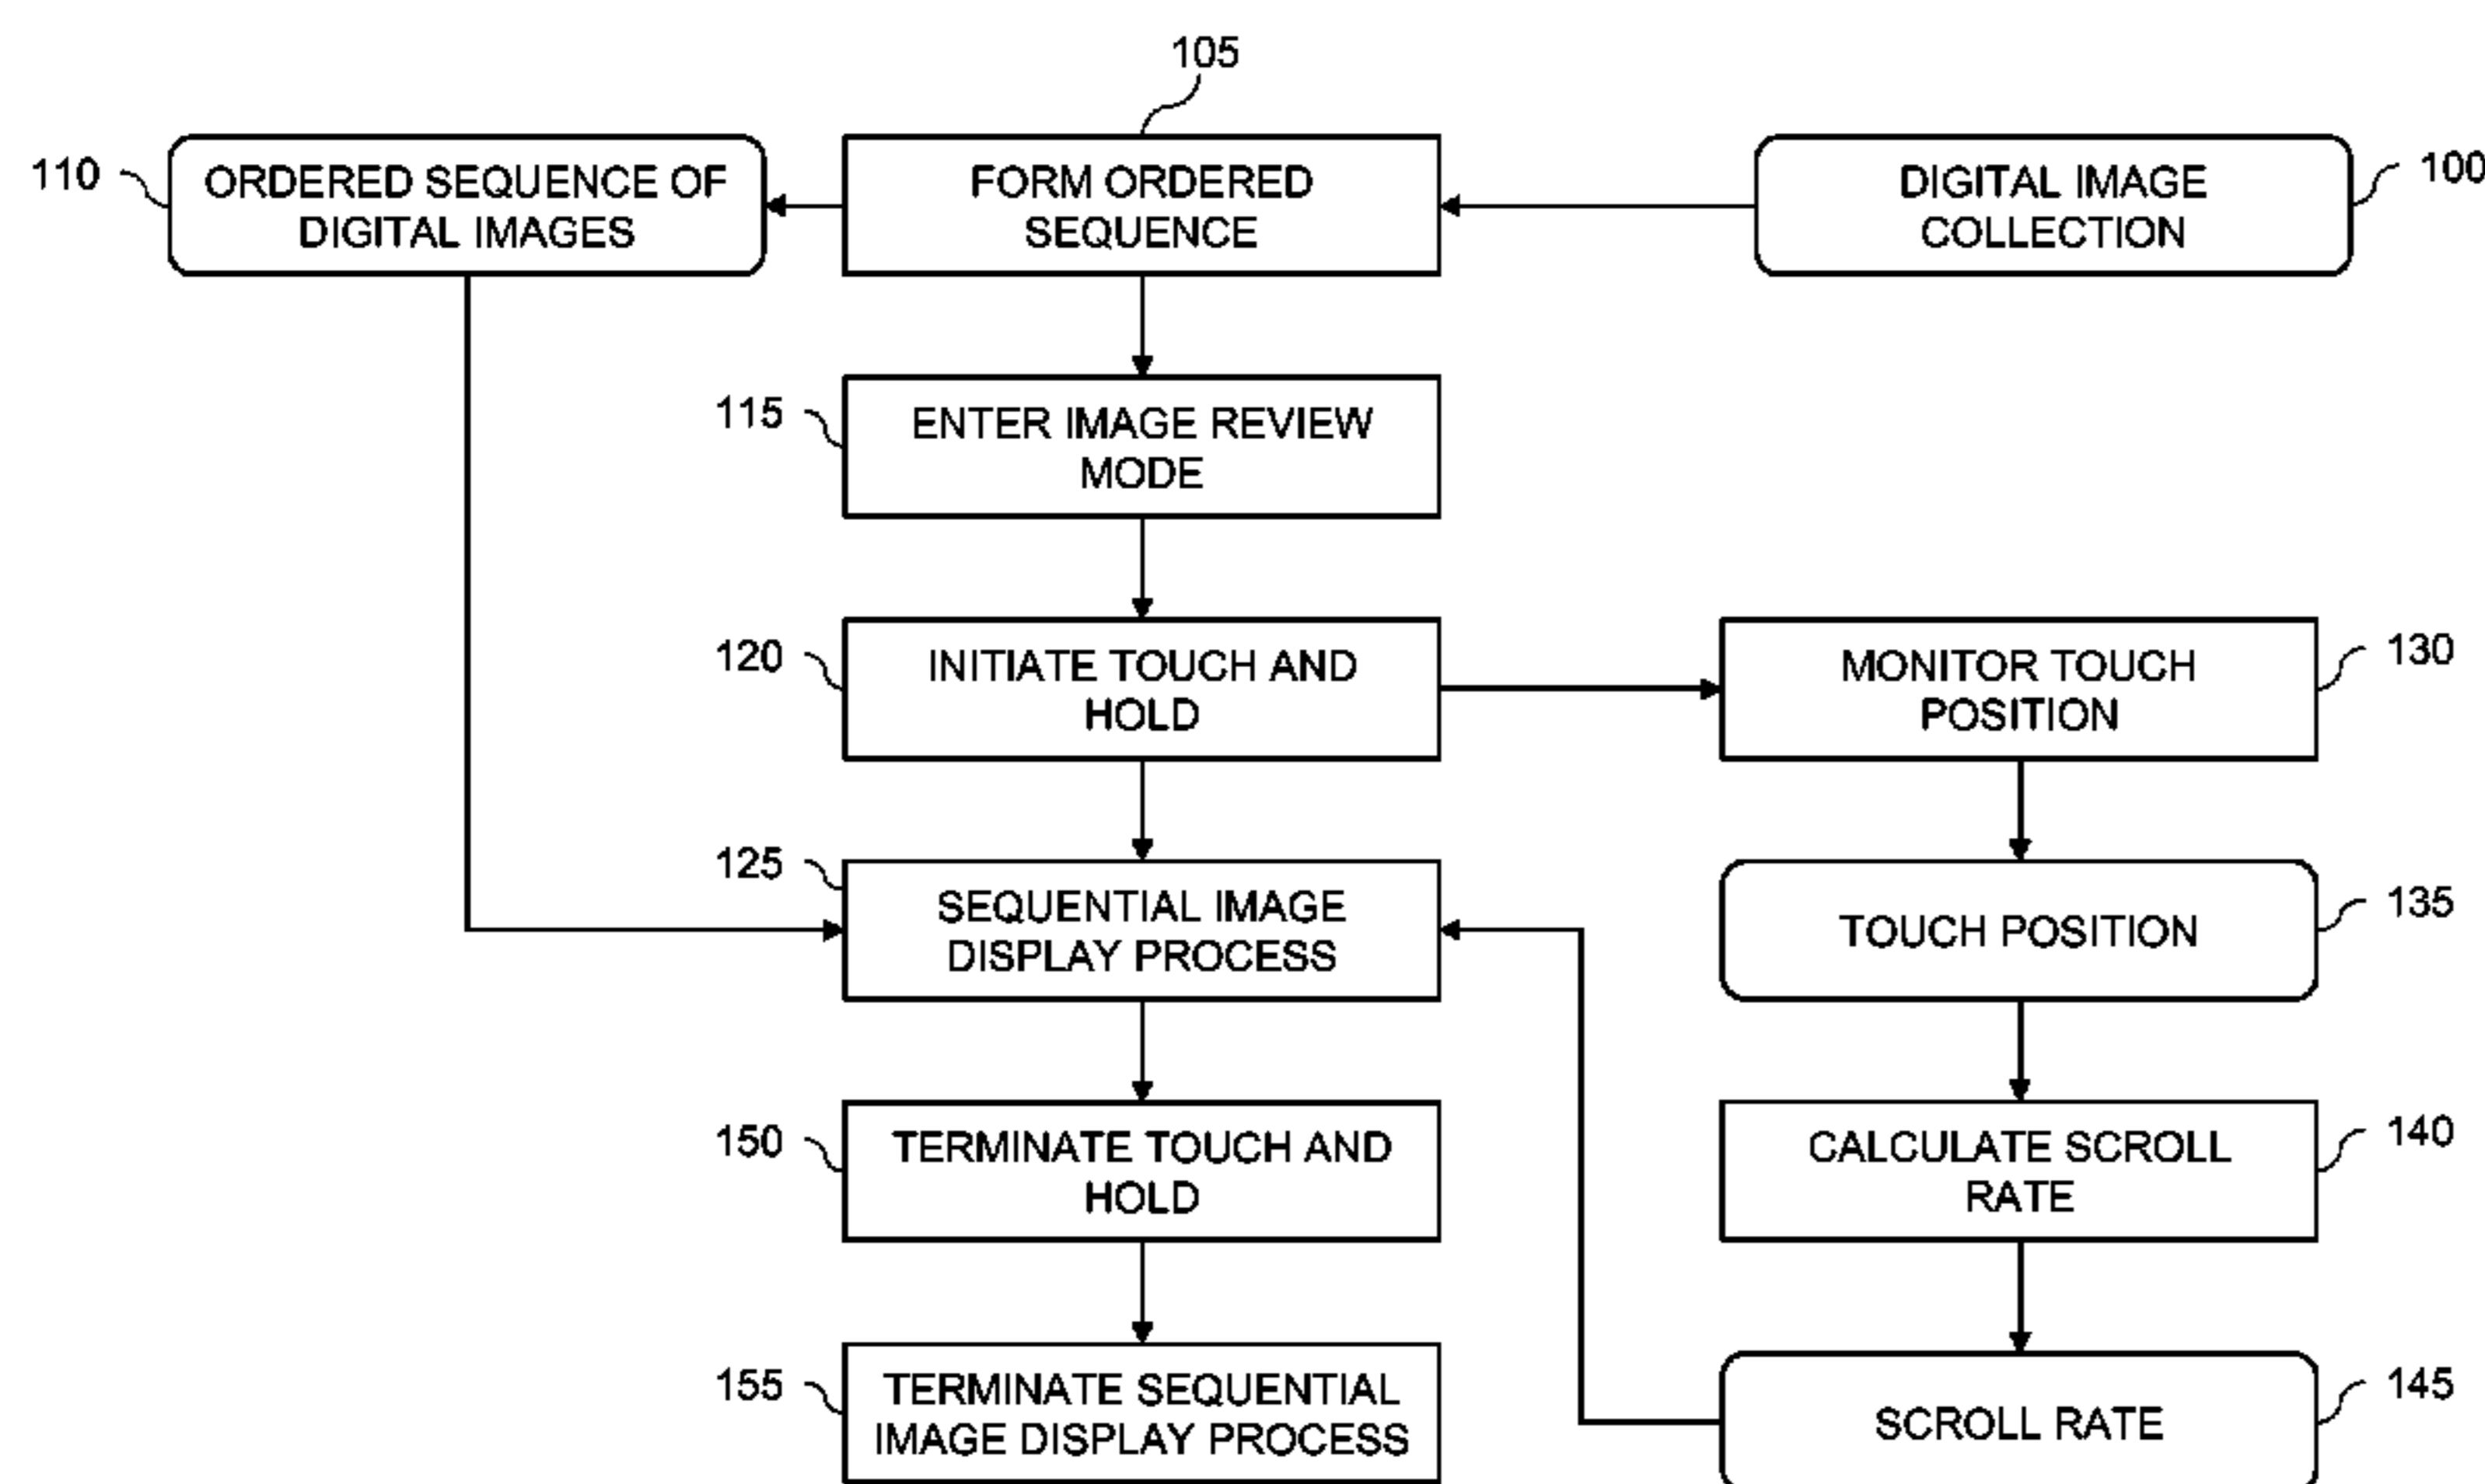 105
110
ORDERED SEQUENCE OF
DIGITAL IMAGES
FORM ORDERED
SEQUENCE
DIGITAL IMAGE
COLLECTION
100
115
ENTER IMAGE REVIEW
MODE
120
INITIATE TOUCH AND
HOLD
MONITOR TOUCH
POSITION
130
125
SEQUENTIAL IMAGE
DISPLAY PROCESS
TOUCH POSITION
135
150
TERMINATE TOUCH AND
HOLD
CALCULATE SCROLL
RATE
140
155
TERMINATE SEQUENTIAL
IMAGE DISPLAY PROCESS
SCROLL RATE
145